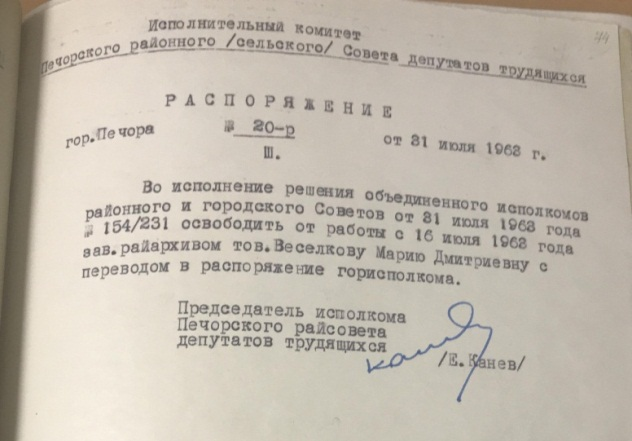 44
Исполнительный комитет
Печорского районного /сельского/ Совета депутатов трудящихся
РАСПОРЯЖЕНИЕ
гор.Печора № 20-р от 31 июля 1963 г.
Ш.
Во исполнение решения объединенного исполкомов
районного и городского Советов от 31 июля 1963 года
№ 154/231 освободить от работы с 16 июля 1963 года
зав.райархивом тов.Веселкову Марию Дмитриевну с
переводом в распоряжение горисполкома.
Председатель исполкома
Печорского райсовета
депутатов трудящихся
/Е.Канев/